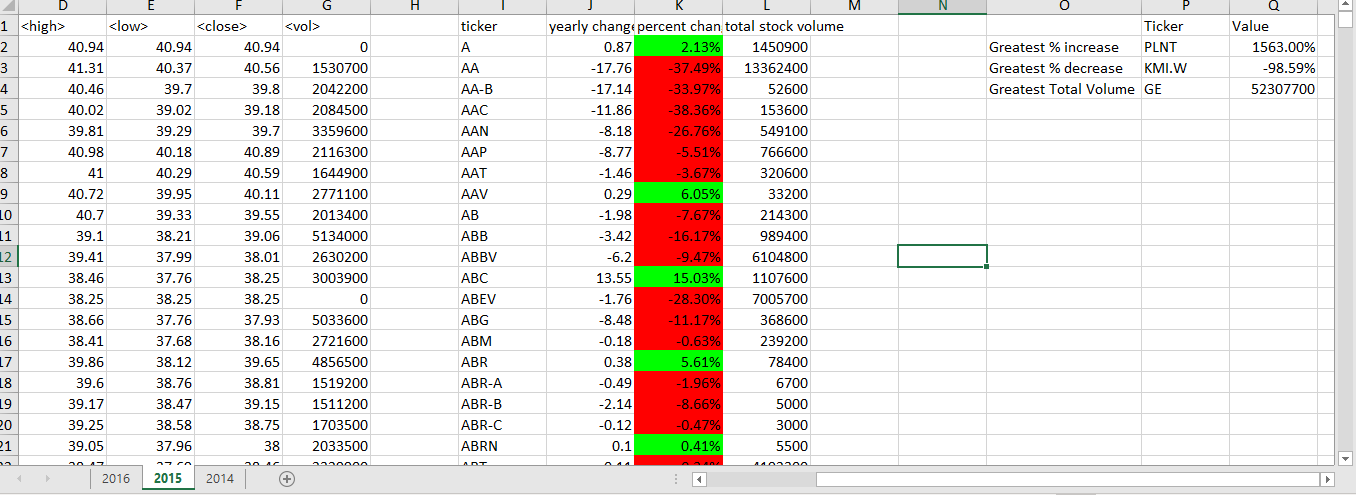 D E F G H I J K L M N O P Q
1 <high> <low> <close> <vol> ticker yearly change percent chan total stock volume Ticker Value
2 40.94 40.94 40.94 0 A 0.87 2.13% 1450900 Greatest % increase PLNT 1563.00%
3 41.31 40.37 40.56 1530700 AA -17.76 -37.49% 13362400 Greatest % decrease KMI.W -98.59%
4 40.46 39.7 39.8 2042200 AA-B -17.14 -33.97% 52600 Greatest Total Volume GE 52307700
5 40.02 39.02 39.18 2084500 AAC -11.86 -38.36% 153600
6 39.81 39.29 39.7 3359600 AAN -8.18 -26.76% 549100
7 40.98 40.18 40.89 2116300 AAP -8.77 -5.51% 766600
8 41 40.29 40.59 1644900 AAT -1.46 -3.67% 320600
9 40.72 39.95 40.11 2771100 AAV 0.29 6.05% 33200
10 40.7 39.33 39.55 2013400 AB -1.98 -7.67% 214300
11 39.1 38.21 39.06 5134000 ABB -3.42 -16.17% 989400
12 39.41 37.99 38.01 2630200 ABBV -6.2 -9.47% 6104800
13 38.46 37.76 38.25 3003900 ABC 13.55 15.03% 1107600
14 38.25 38.25 38.25 0 ABEV -1.76 -28.30% 7005700
15 38.66 37.76 37.93 5033600 ABG -8.48 -11.17% 368600
16 38.41 37.68 38.16 2721600 ABM -0.18 -0.63% 239200
17 39.86 38.12 39.65 4856500 ABR 0.38 5.61% 78400
18 39.6 38.76 38.81 1519200 ABR-A -0.49 -1.96% 6700
19 39.17 38.47 39.15 1511200 ABR-B -2.14 -8.66% 5000
20 39.25 38.58 38.75 1703500 ABR-C -0.12 -0.47% 3000
21 39.05 37.96 38 2033500 ABRN 0.1 0.41% 5500
2016 2015 2014